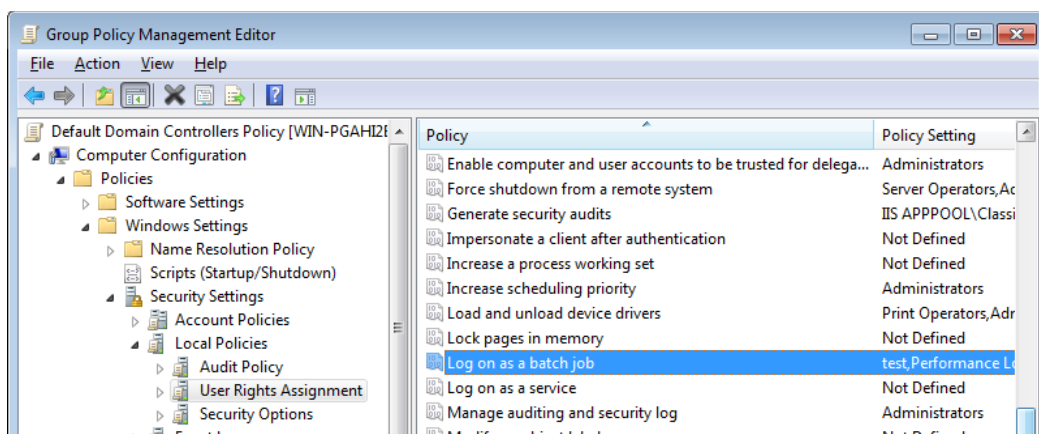 Group Policy Management Editor
File Action View Help
Default Domain Controllers Policy [WIN-PGAHI2
Computer Configuration
Policies
Software Settings
Windows Settings
Name Resolution Policy
Scripts (Startup/Shutdown)
Security Settings
Account Policies
Local Policies
Audit Policy
User Rights Assignment
Security Options
Policy Policy Setting
Enable computer and user accounts to be trusted for delega... Administrators
Force shutdown from a remote system Server Operators,Ac
Generate security audits IIS APPPOOL\Classi
Impersonate a client after authentication Not Defined
Increase a process working set Not Defined
Increase scheduling priority Administrators
Load and unload device drivers Print Operators,Adr
Lock pages in memory Not Defined
Log on as a batch job test,Performance Lo
Log on as a service Not Defined
Manage auditing and security log Administrators